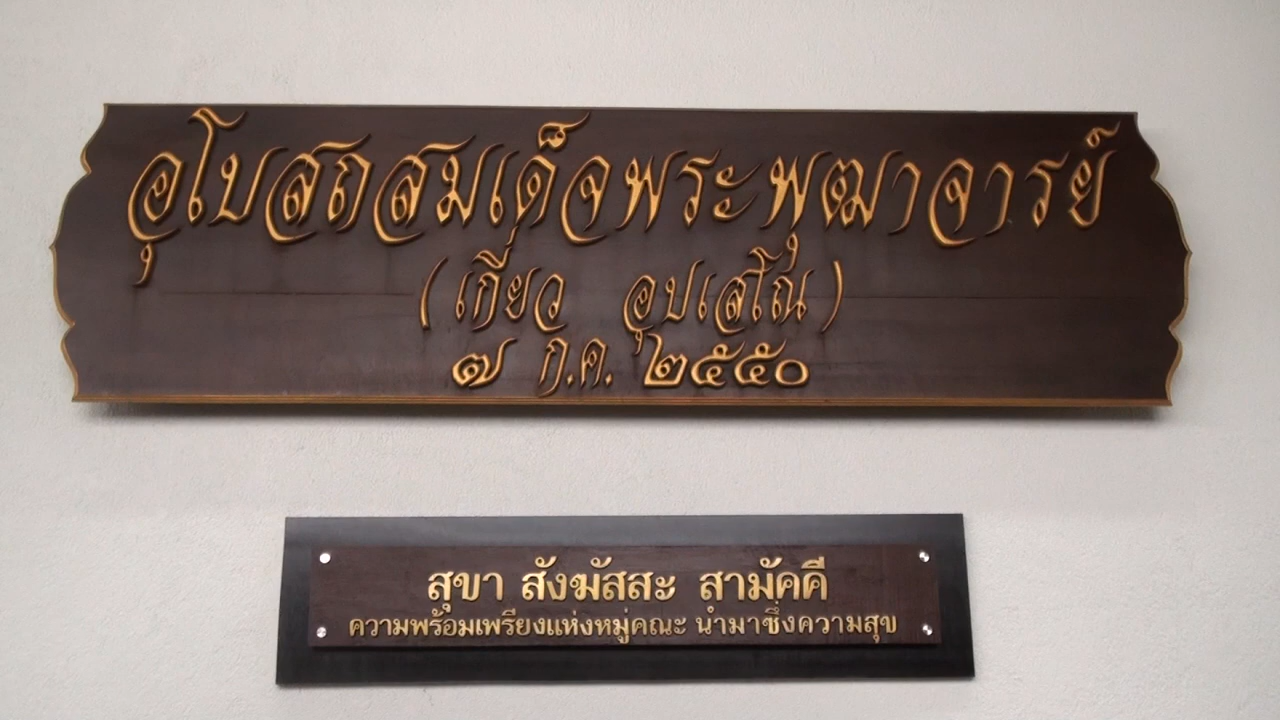 อุโบสถสมเด็จพระพุฒาจารย์
(เกี่ยว อุปเสโณ)
๗ ก.ค. ๒๕๕๐
สุขา สังฆัสสะ สามัคคี
ความพร้อมเพรียงแห่งหมู่คณะ นำมาซึ่งความสุข